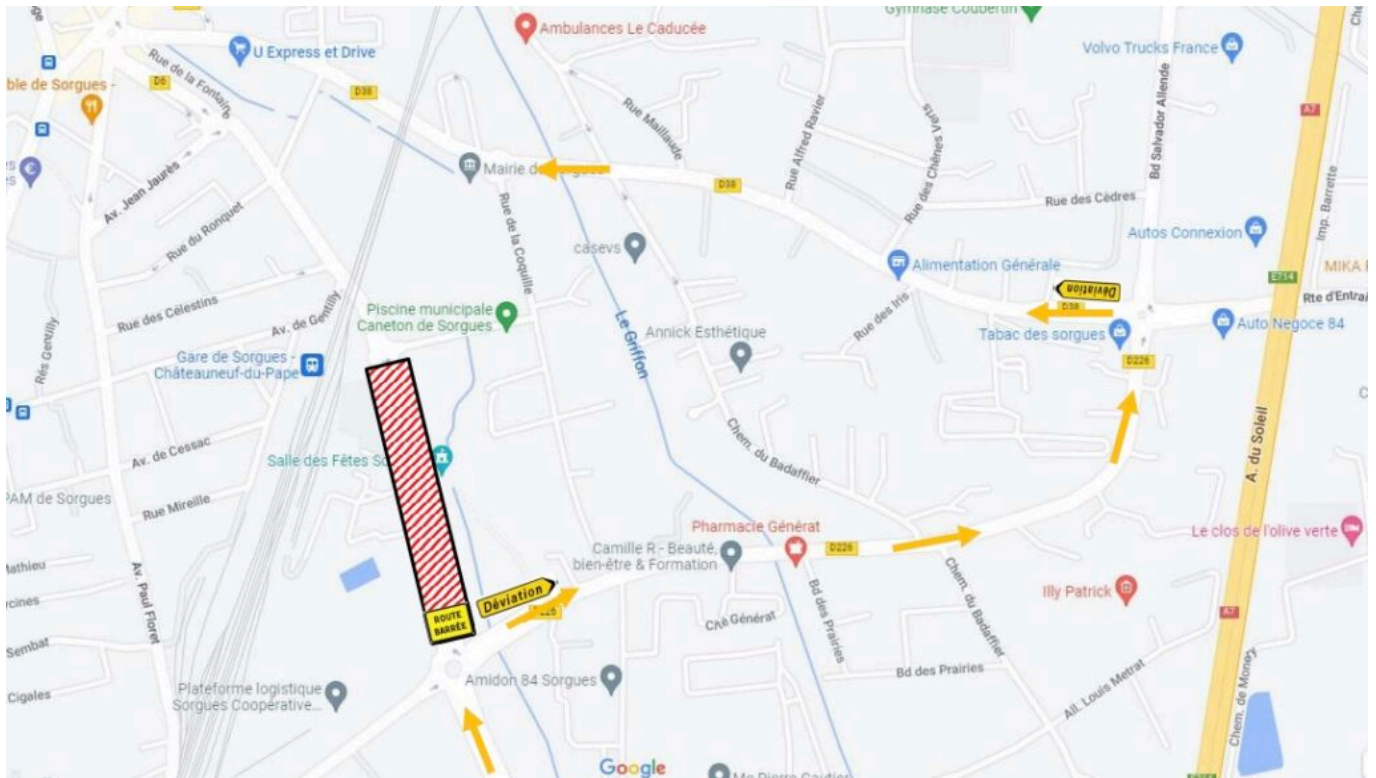 Gymnase Coubertin
Ambulances Le Caducée
U Express et Drive
Volvo Trucks France
Rue de la Fontaine
D6
ble de Sorgues -
D38
Rue Maillaude
Rue Alfred Ravier
Rue des Chênes Verts
Bd Salvador Allende
A7
Imp. Barrette
Mairie de Sorgues
D38
Rue des Cèdres
Av. Jean Jaurès
Rue du Ronquet
Rue de la Coquille
casevs
Autos Connexion
Alimentation Générale
E714
MIKA
Déviation
D38
Rte d'Entrai
Rue des Célestins
Av. de Gentilly
Piscine municipale
Caneton de Sorgues...
Le Griffon
Rue des Iris
Annick Esthétique
Tabac des sorgues
Auto Negoce 84
Rés Gentilly
Gare de Sorgues -
Châteauneuf-du-Pape
D226
A. du Soleil
Av. de Cessac
Salle des Fêtes
Chem. du Badaffier
PAM de Sorgues
Rue Mireille
Pharmacie Générat
Le clos de l'olive verte
Camille R - Beauté,
bien-être & Formation
D226
Mathieu
Av. Paul Floret
Déviation
ROUTE
BARRÉE
Chem. du Badaffier
Illy Patrick
Bd des Prairies
Che Générat
A7
Sembat
Bd des Prairies
Cigales
Plateforme logistique
Sorgues Coopérative...
Amidon 84 Sorgues
All. Louis Metrat
Chem. de Monery
Google